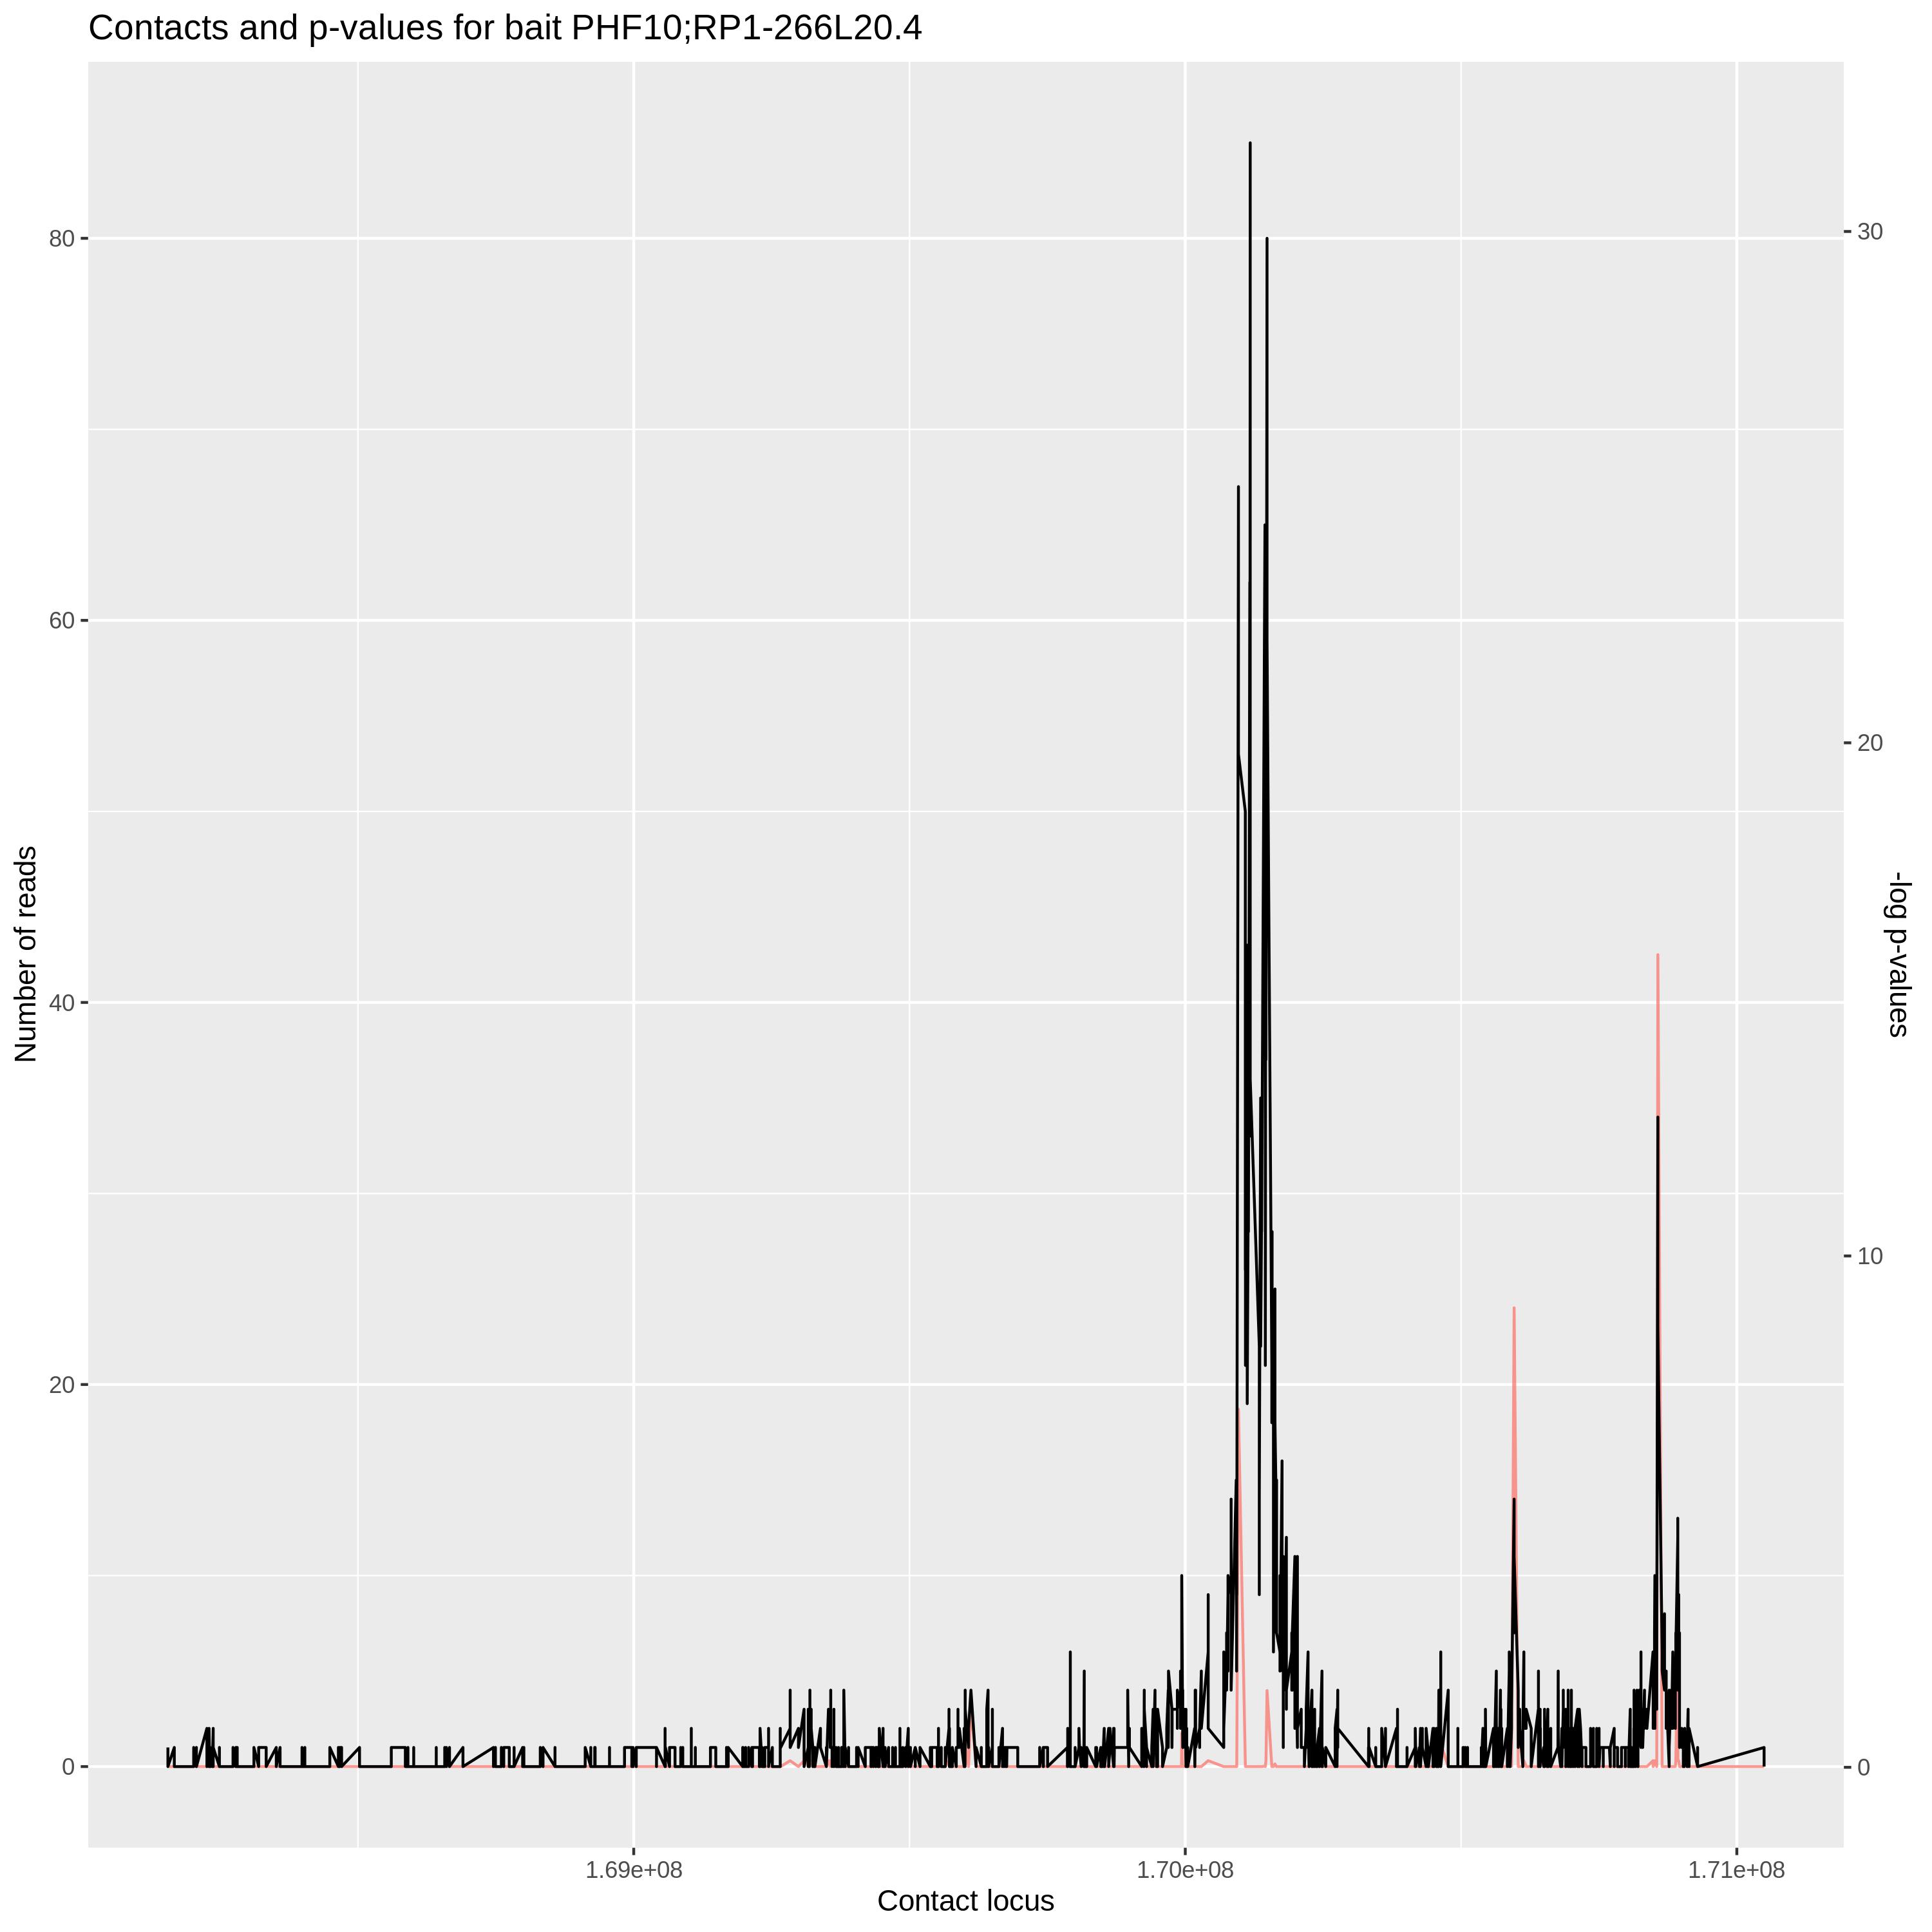 Contacts and p-values for bait PHF10;RP1-266L20.4
Number of reads
80
60
40
20
0
30
20
10
0
-log p-values
1.69e+08
1.70e+08
1.71e+08
Contact locus